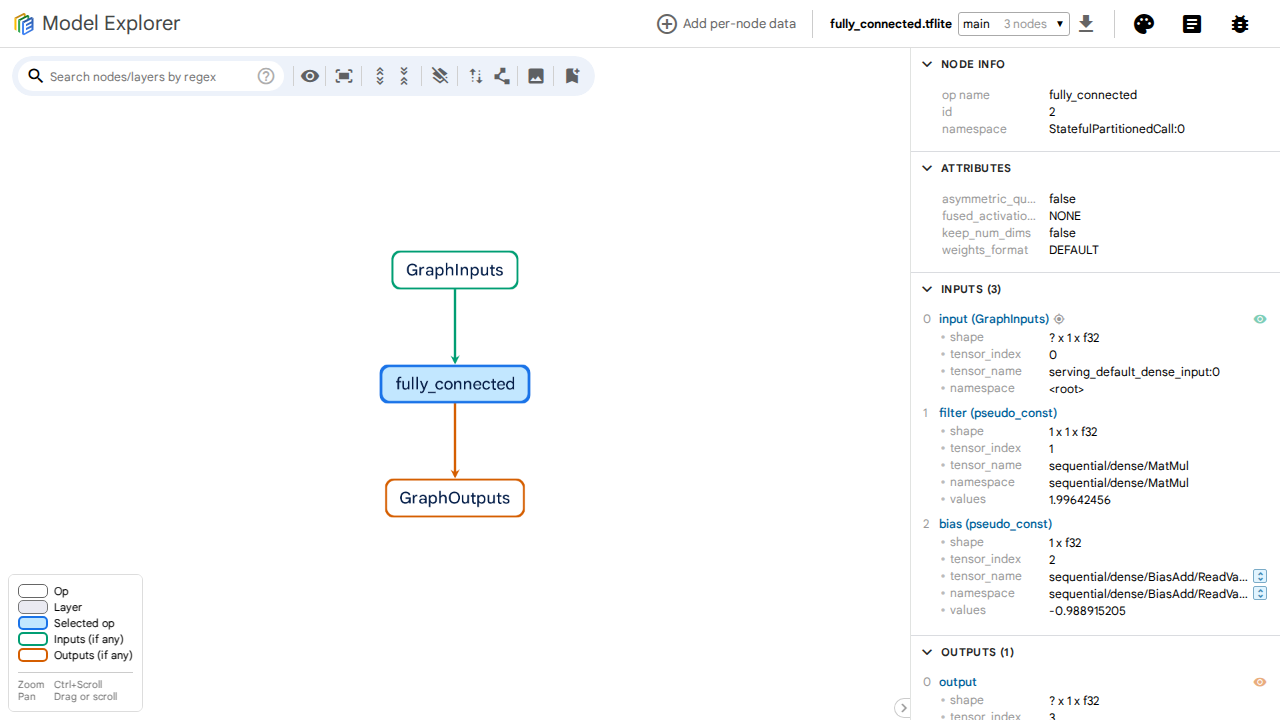 Model Explorer
Add per-node data
fully_connected.tflite
main 3 nodes
Search nodes/layers by regex
GraphInputs
fully_connected
GraphOutputs
Op
Layer
Selected op
Inputs (if any)
Outputs (if any)
Zoom Ctrl+Scroll
Pan Drag or scroll
NODE INFO
op name fully_connected
id 2
namespace StatefulPartitionedCall:0
ATTRIBUTES
asymmetric_qu... false
fused_activatio... NONE
keep_num_dims false
weights_format DEFAULT
INPUTS (3)
0 input (GraphInputs)
• shape ? x 1 x f32
• tensor_index 0
• tensor_name serving_default_dense_input:0
• namespace <root>
1 filter (pseudo_const)
• shape 1 x 1 x f32
• tensor_index 1
• tensor_name sequential/dense/MatMul
• namespace sequential/dense/MatMul
• values 1.99642456
2 bias (pseudo_const)
• shape 1 x f32
• tensor_index 2
• tensor_name sequential/dense/BiasAdd/ReadVa...
• namespace sequential/dense/BiasAdd/ReadVa...
• values -0.988915205
OUTPUTS (1)
0 output
• shape ? x 1 x f32
• tensor_index 3